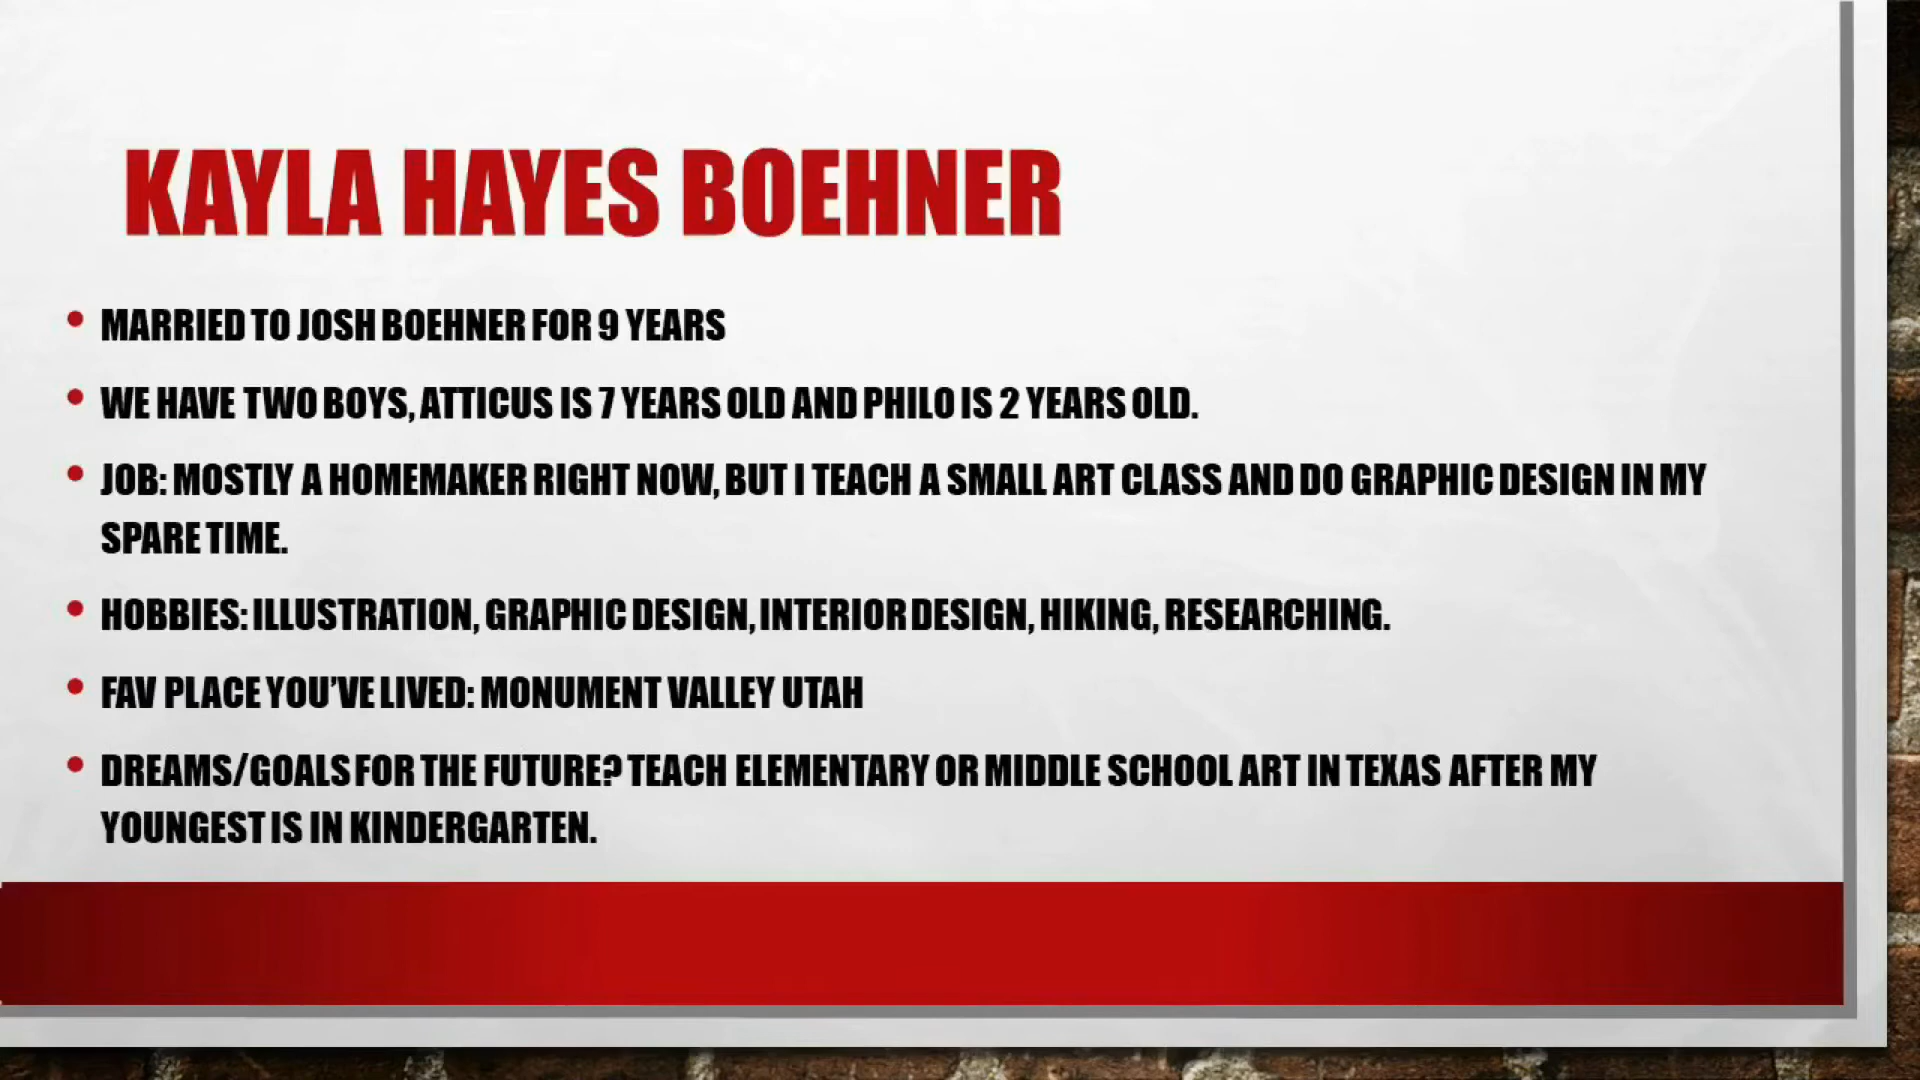 KAYLA HAYES BOEHNER
• MARRIED TO JOSH BOEHNER FOR 9 YEARS
• WE HAVE TWO BOYS, ATTICUS IS 7 YEARS OLD AND PHILO IS 2 YEARS OLD.
• JOB: MOSTLY A HOMEMAKER RIGHT NOW, BUT I TEACH A SMALL ART CLASS AND DO GRAPHIC DESIGN IN MY
SPARE TIME.
• HOBBIES: ILLUSTRATION, GRAPHIC DESIGN, INTERIOR DESIGN, HIKING, RESEARCHING.
• FAV PLACE YOU’VE LIVED: MONUMENT VALLEY UTAH
• DREAMS/GOALS FOR THE FUTURE? TEACH ELEMENTARY OR MIDDLE SCHOOL ART IN TEXAS AFTER MY
YOUNGEST IS IN KINDERGARTEN.